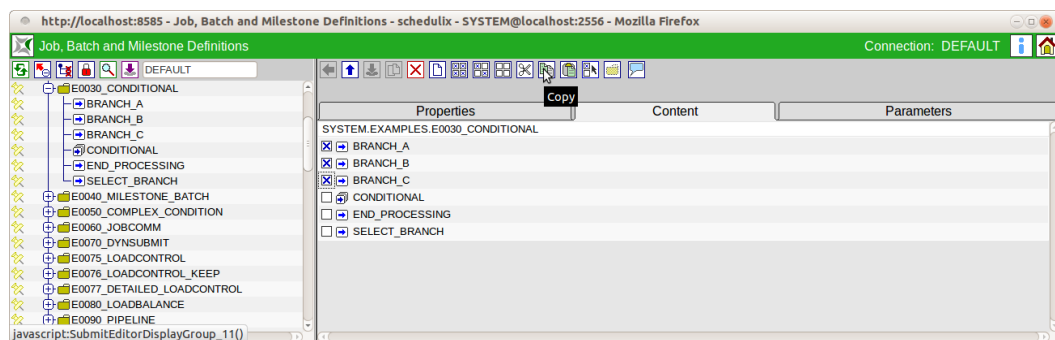 http://localhost:8585 - Job, Batch and Milestone Definitions - schedulix - SYSTEM@localhost:2556 - Mozilla Firefox
Job, Batch and Milestone Definitions
Connection: DEFAULT
DEFAULT
E0030_CONDITIONAL
BRANCH_A
BRANCH_B
BRANCH_C
CONDITIONAL
END_PROCESSING
SELECT_BRANCH
E0040_MILESTONE_BATCH
E0050_COMPLEX_CONDITION
E0060_JOBCOMM
E0070_DYNSUBMIT
E0075_LOADCONTROL
E0076_LOADCONTROL_KEEP
E0077_DETAILED_LOADCONTROL
E0080_LOADBALANCE
E0090_PIPELINE
javascript:SubmitEditorDisplayGroup_11()
Copy
Properties
Content
Parameters
SYSTEM.EXAMPLES.E0030_CONDITIONAL
BRANCH_A
BRANCH_B
BRANCH_C
CONDITIONAL
END_PROCESSING
SELECT_BRANCH